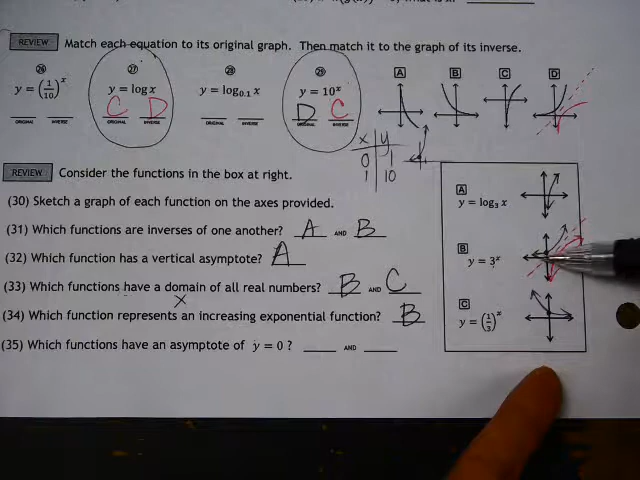 REVIEW Match each equation to its original graph. Then match it to the graph of its inverse.
26 27 28 29 A B C D
y = (1/10)^x y = log x y = log₀.₁ x y = 10^x
C D D C
ORIGINAL INVERSE ORIGINAL INVERSE ORIGINAL INVERSE ORIGINAL INVERSE
x y
0 1
1 10
REVIEW Consider the functions in the box at right.
(30) Sketch a graph of each function on the axes provided.
(31) Which functions are inverses of one another? A AND B
(32) Which function has a vertical asymptote? A
(33) Which functions have a domain of all real numbers? B AND C
x
(34) Which function represents an increasing exponential function? B
(35) Which functions have an asymptote of y = 0 ? ____ AND ____
A
y = log₃ x
B
y = 3^x
C
y = (1/3)^x